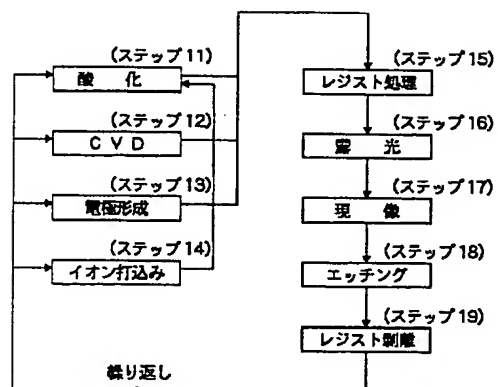 (ステップ11)
酸 化
(ステップ12)
C V D
(ステップ13)
電極形成
(ステップ14)
イオン打込み
繰り返し
(ステップ15)
レジスト処理
(ステップ16)
露 光
(ステップ17)
現 像
(ステップ18)
エッチング
(ステップ19)
レジスト剥離